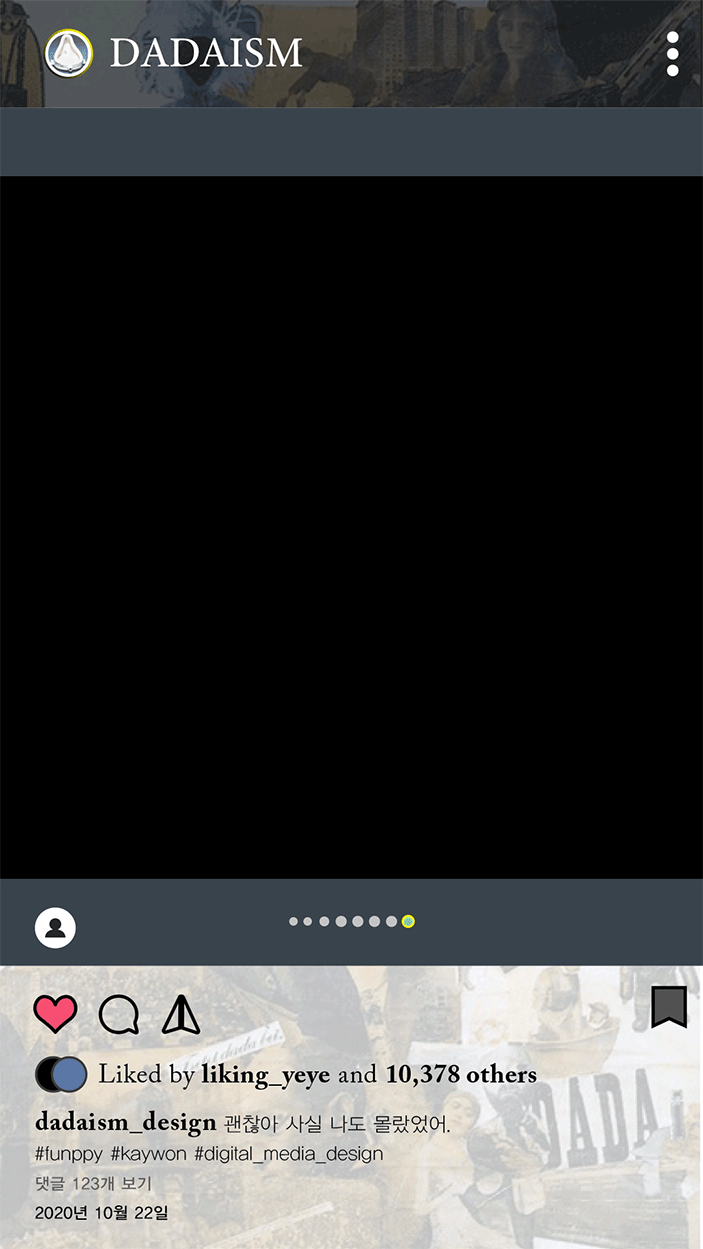 DADAISM
Liked by liking_yeye and 10,378 others
dadaism_design 괜찮아 사실 나도 몰랐었어.
#funppy #kaywon #digital_media_design
댓글 123개 보기
2020년 10월 22일
DADA